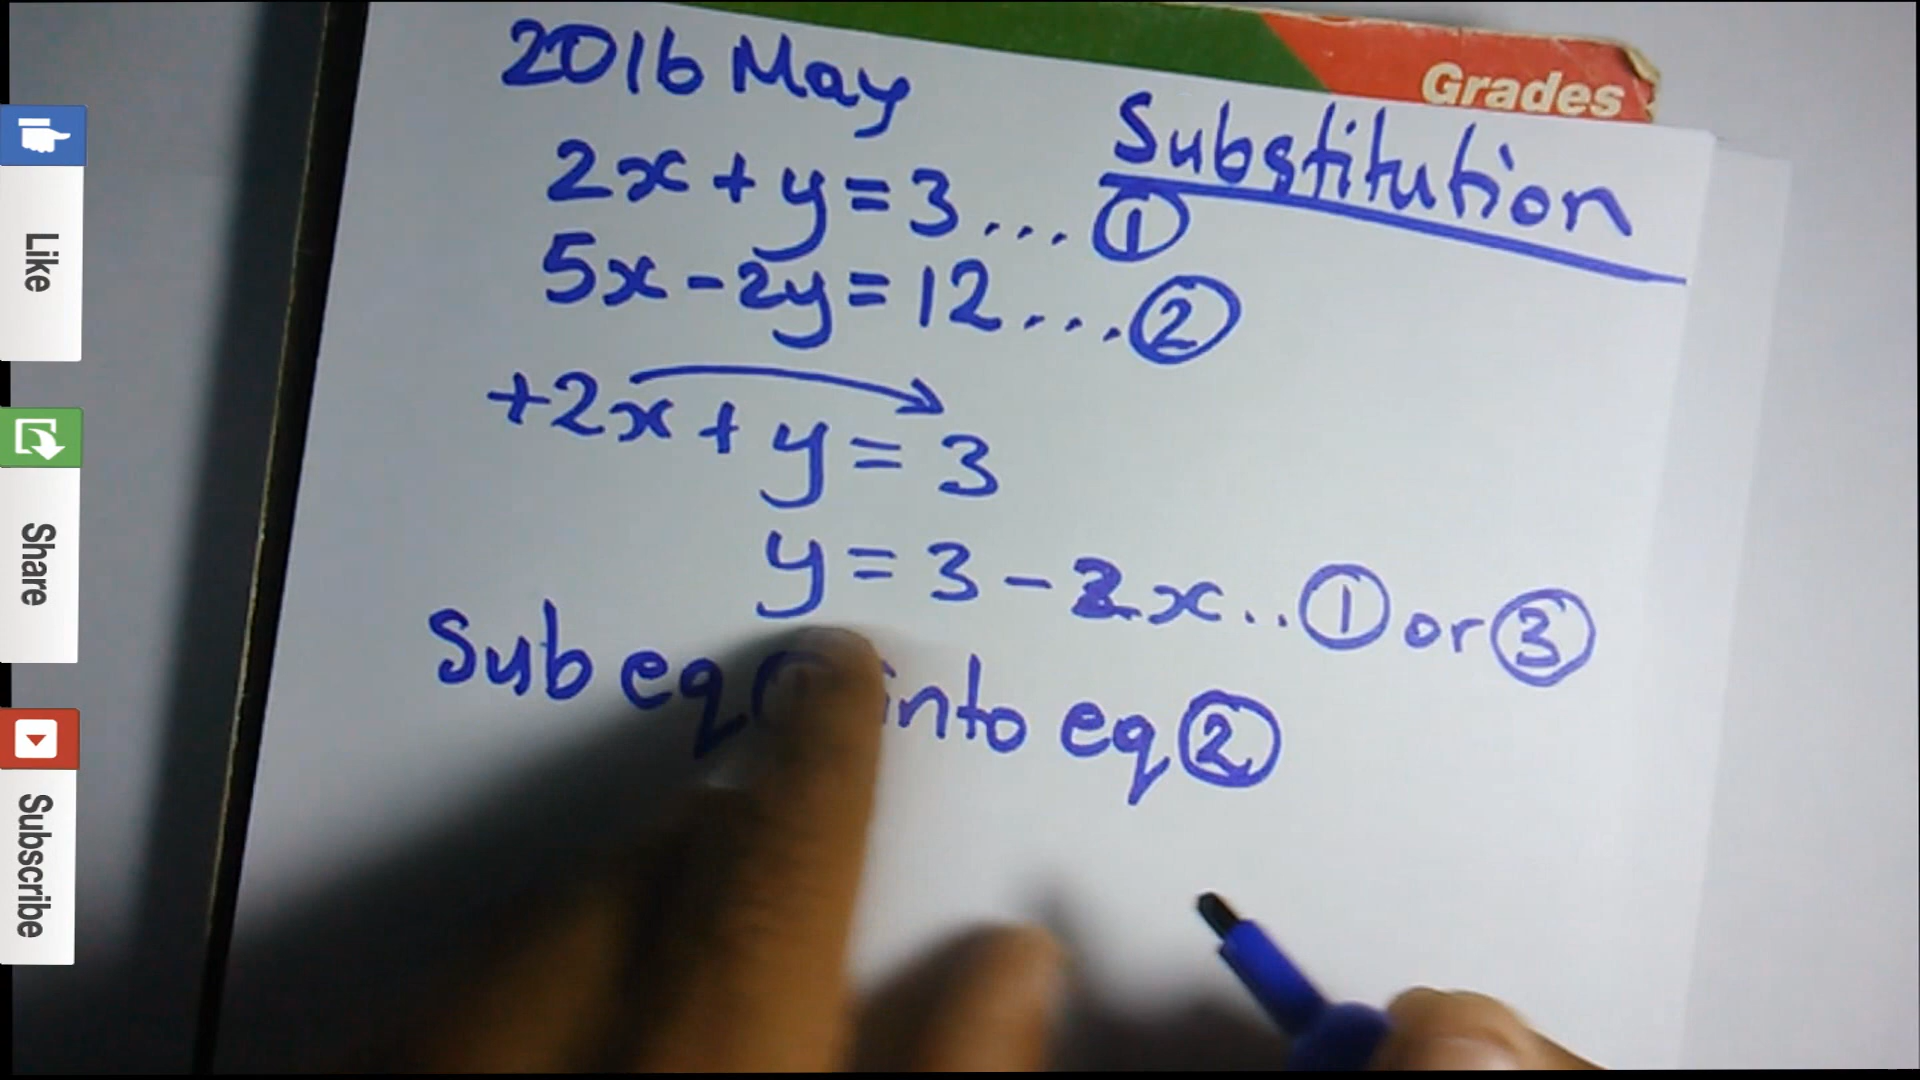 Grades
2016 May
Substitution
2x + y = 3 ... ①
5x - 2y = 12 ... ②
+2x + y = 3
y = 3 - 2x .. ① or ③
Sub eq into eq ②
Like
Share
Subscribe